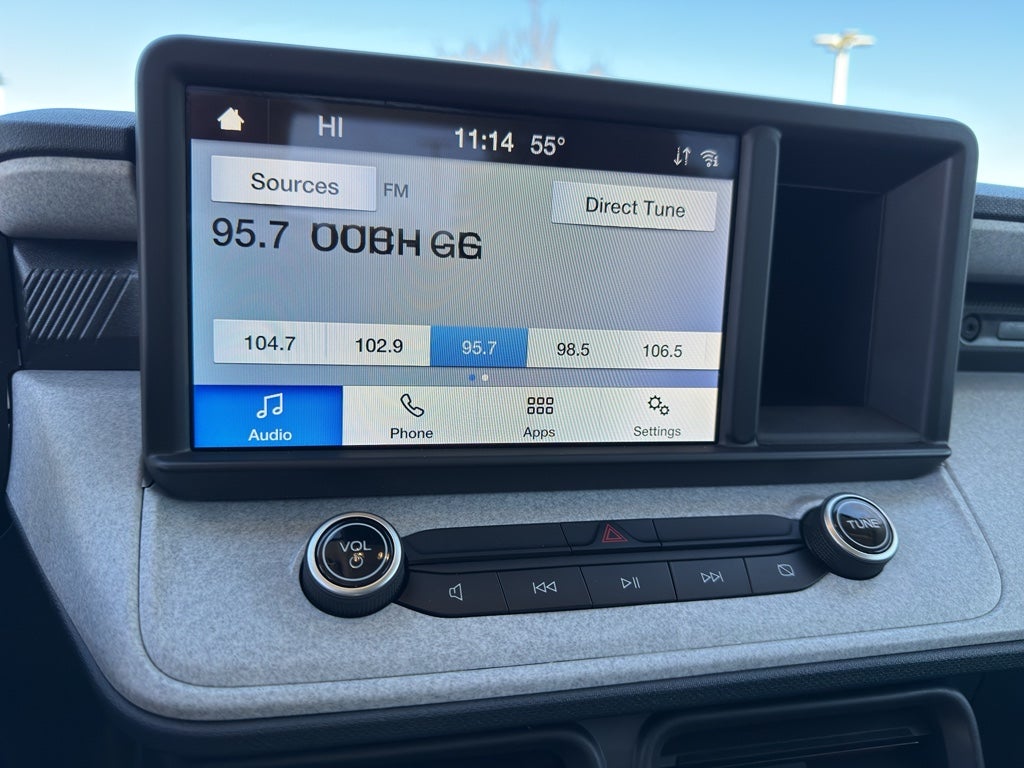 HI 11:14 55°
Sources FM Direct Tune
95.7
104.7 102.9 95.7 98.5 106.5
Audio Phone Apps Settings
VOL TUNE